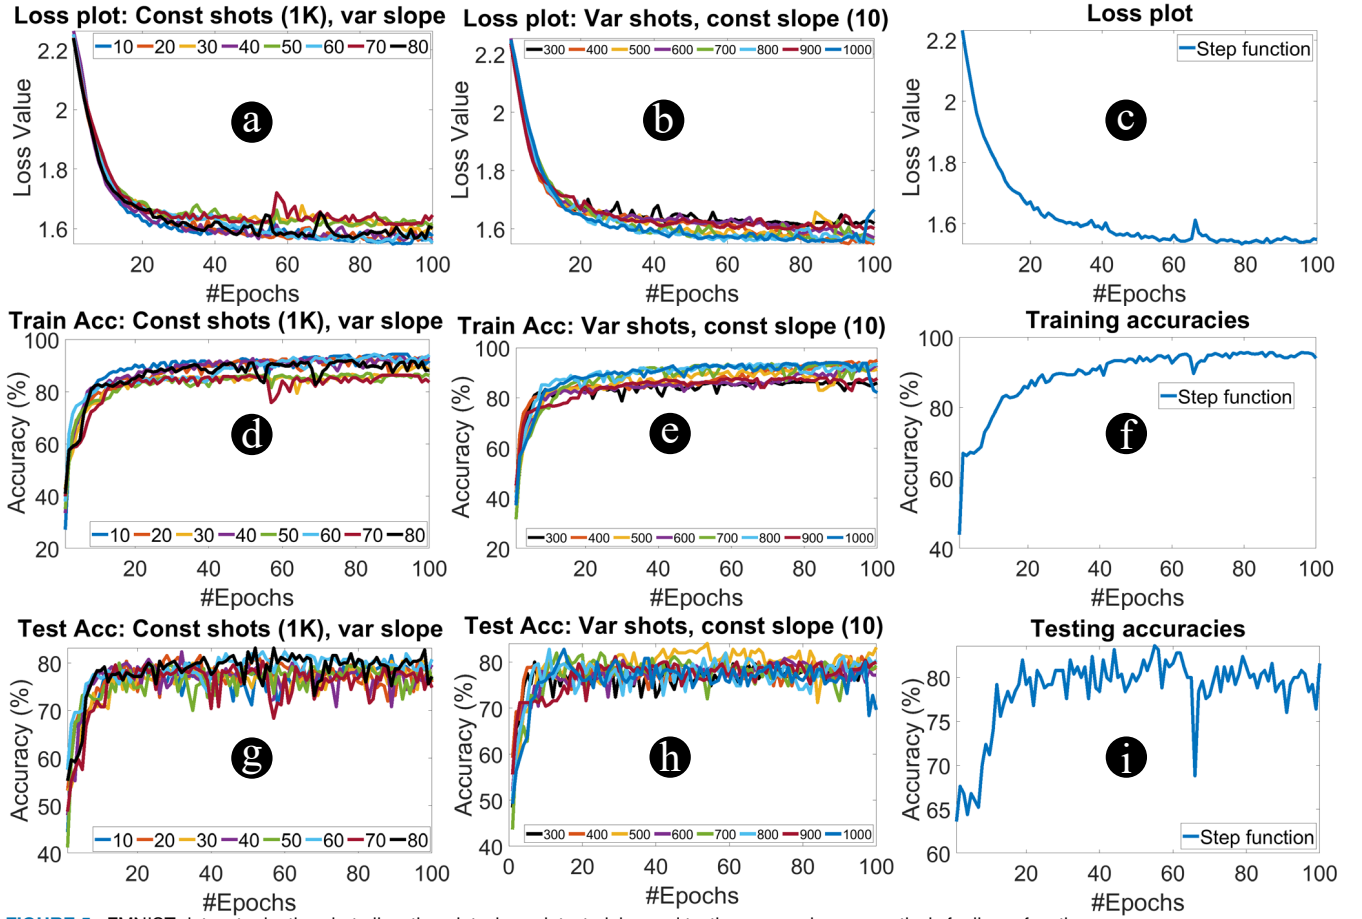 Loss plot: Const shots (1K), var slope
Loss Value
2.2
2
1.8
1.6
10 20 30 40 50 60 70 80
a
20 40 60 80 100
#Epochs
Loss plot: Var shots, const slope (10)
Loss Value
2.2
2
1.8
1.6
300 400 500 600 700 800 900 1000
b
20 40 60 80 100
#Epochs
Loss plot
Loss Value
2.2
2
1.8
1.6
Step function
c
20 40 60 80 100
#Epochs
Train Acc: Const shots (1K), var slope
Accuracy (%)
100
80
60
40
20
d
10 20 30 40 50 60 70 80
20 40 60 80 100
#Epochs
Train Acc: Var shots, const slope (10)
Accuracy (%)
100
80
60
40
20
e
300 400 500 600 700 800 900 1000
20 40 60 80 100
#Epochs
Training accuracies
Accuracy (%)
100
80
60
40
Step function
f
20 40 60 80 100
#Epochs
Test Acc: Const shots (1K), var slope
Accuracy (%)
80
70
60
50
40
g
10 20 30 40 50 60 70 80
20 40 60 80 100
#Epochs
Test Acc: Var shots, const slope (10)
Accuracy (%)
80
70
60
50
40
h
300 400 500 600 700 800 900 1000
0 20 40 60 80 100
#Epochs
Testing accuracies
Accuracy (%)
80
75
70
65
60
i
Step function
20 40 60 80 100
#Epochs